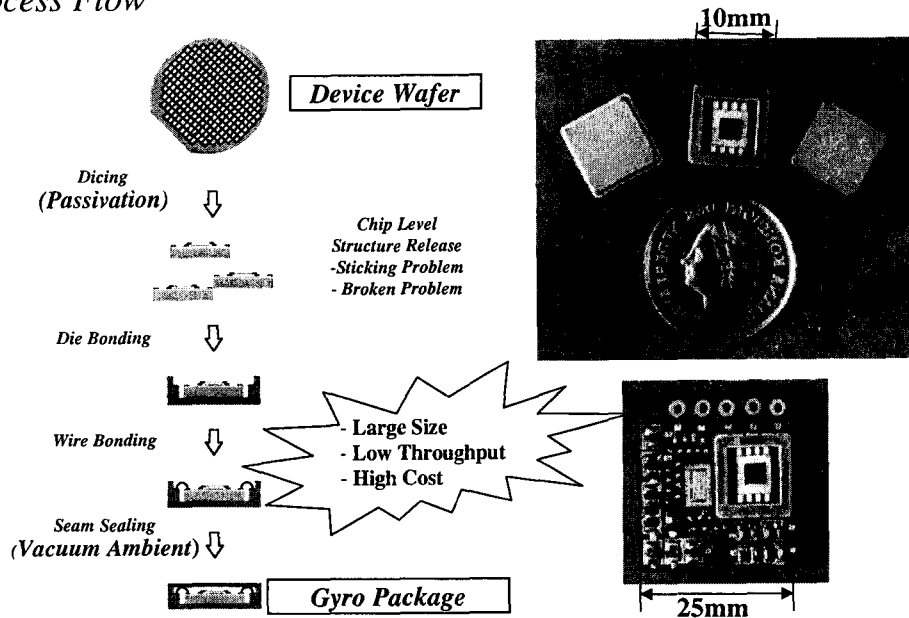 Process Flow
10mm
Device Wafer
Dicing
(Passivation)
Chip Level
Structure Release
-Sticking Problem
- Broken Problem
Die Bonding
- Large Size
- Low Throughput
- High Cost
Wire Bonding
Seam Sealing
(Vacuum Ambient)
Gyro Package
25mm